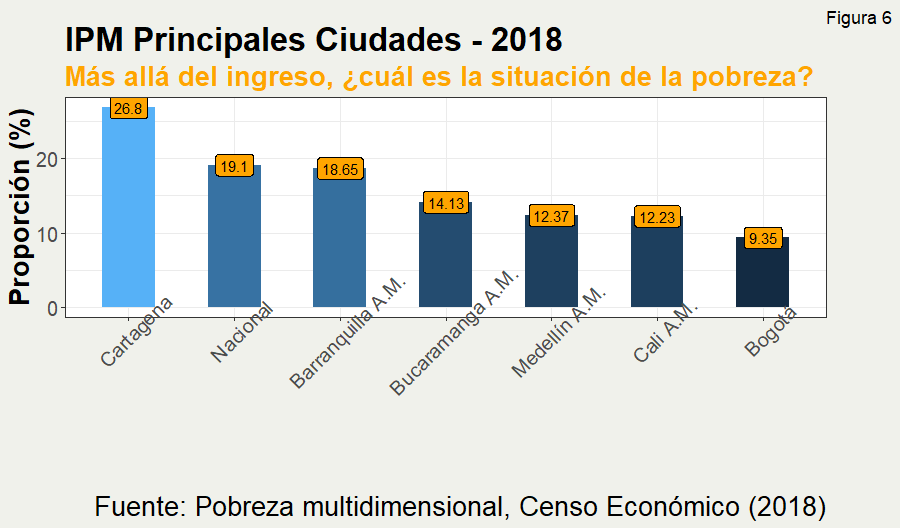 Figura 6
IPM Principales Ciudades - 2018
Más allá del ingreso, ¿cuál es la situación de la pobreza?
Proporción (%)
20
10
0
26.8
19.1
18.65
14.13
12.37
12.23
9.35
Cartagena
Nacional
Barranquilla A.M.
Bucaramanga A.M.
Medellín A.M.
Cali A.M.
Bogotá
Fuente: Pobreza multidimensional, Censo Económico (2018)